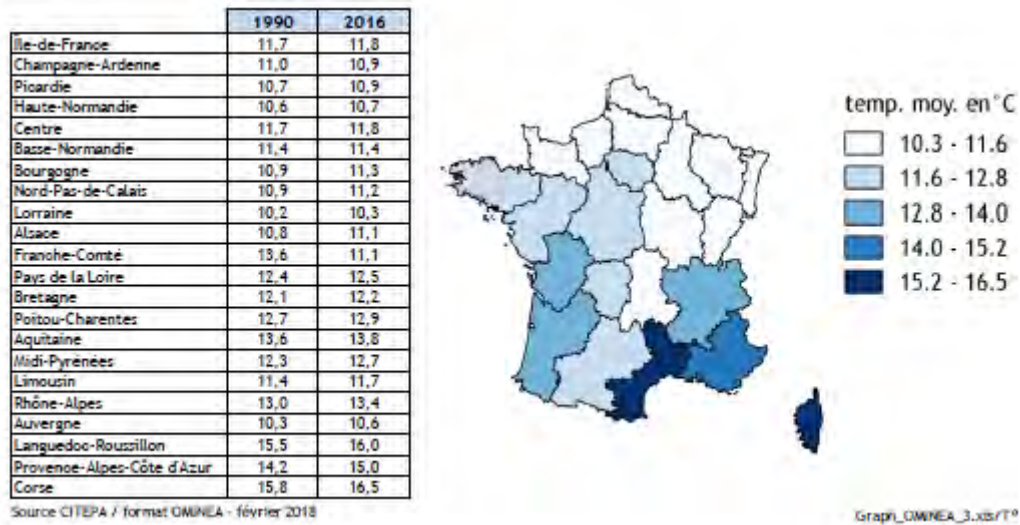 1990 2016
Île-de-France 11,7 11,8
Champagne-Ardenne 11,0 10,9
Picardie 10,7 10,9
Haute-Normandie 10,6 10,7
Centre 11,7 11,8
Basse-Normandie 11,4 11,4
Bourgogne 10,9 11,3
Nord-Pas-de-Calais 10,9 11,2
Lorraine 10,2 10,3
Alsace 10,8 11,1
Franche-Comté 13,6 11,1
Pays de la Loire 12,4 12,5
Bretagne 12,1 12,2
Poitou-Charentes 12,7 12,9
Aquitaine 13,6 13,8
Midi-Pyrénées 12,3 12,7
Limousin 11,4 11,7
Rhône-Alpes 13,0 13,4
Auvergne 10,3 10,6
Languedoc-Roussillon 15,5 16,0
Provence-Alpes-Côte d'Azur 14,2 15,0
Corse 15,8 16,5
Source CITEPA / format OMINEA - février 2018
temp. moy. en °C
10.3 - 11.6
11.6 - 12.8
12.8 - 14.0
14.0 - 15.2
15.2 - 16.5
Graph_OMINEA_3.xls/T°